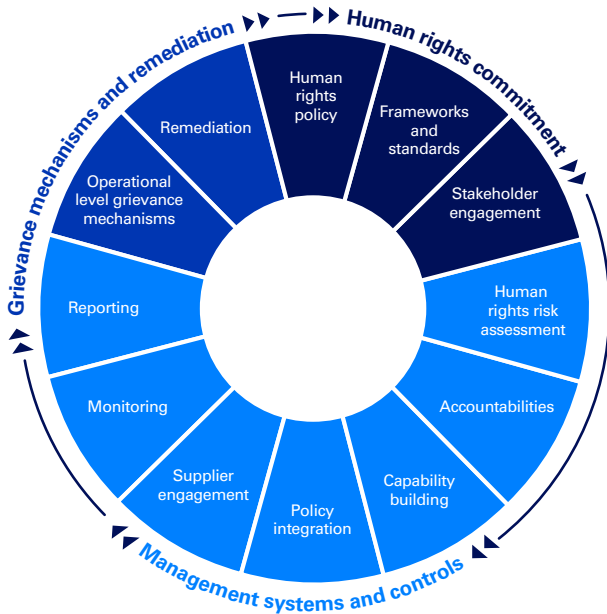 Human rights commitment
Human
rights
policy
Frameworks
and
standards
Stakeholder
engagement
Management systems and controls
Human
rights risk
assessment
Accountabilities
Capability
building
Policy
integration
Supplier
engagement
Monitoring
Reporting
Grievance mechanisms and remediation
Operational
level grievance
mechanisms
Remediation